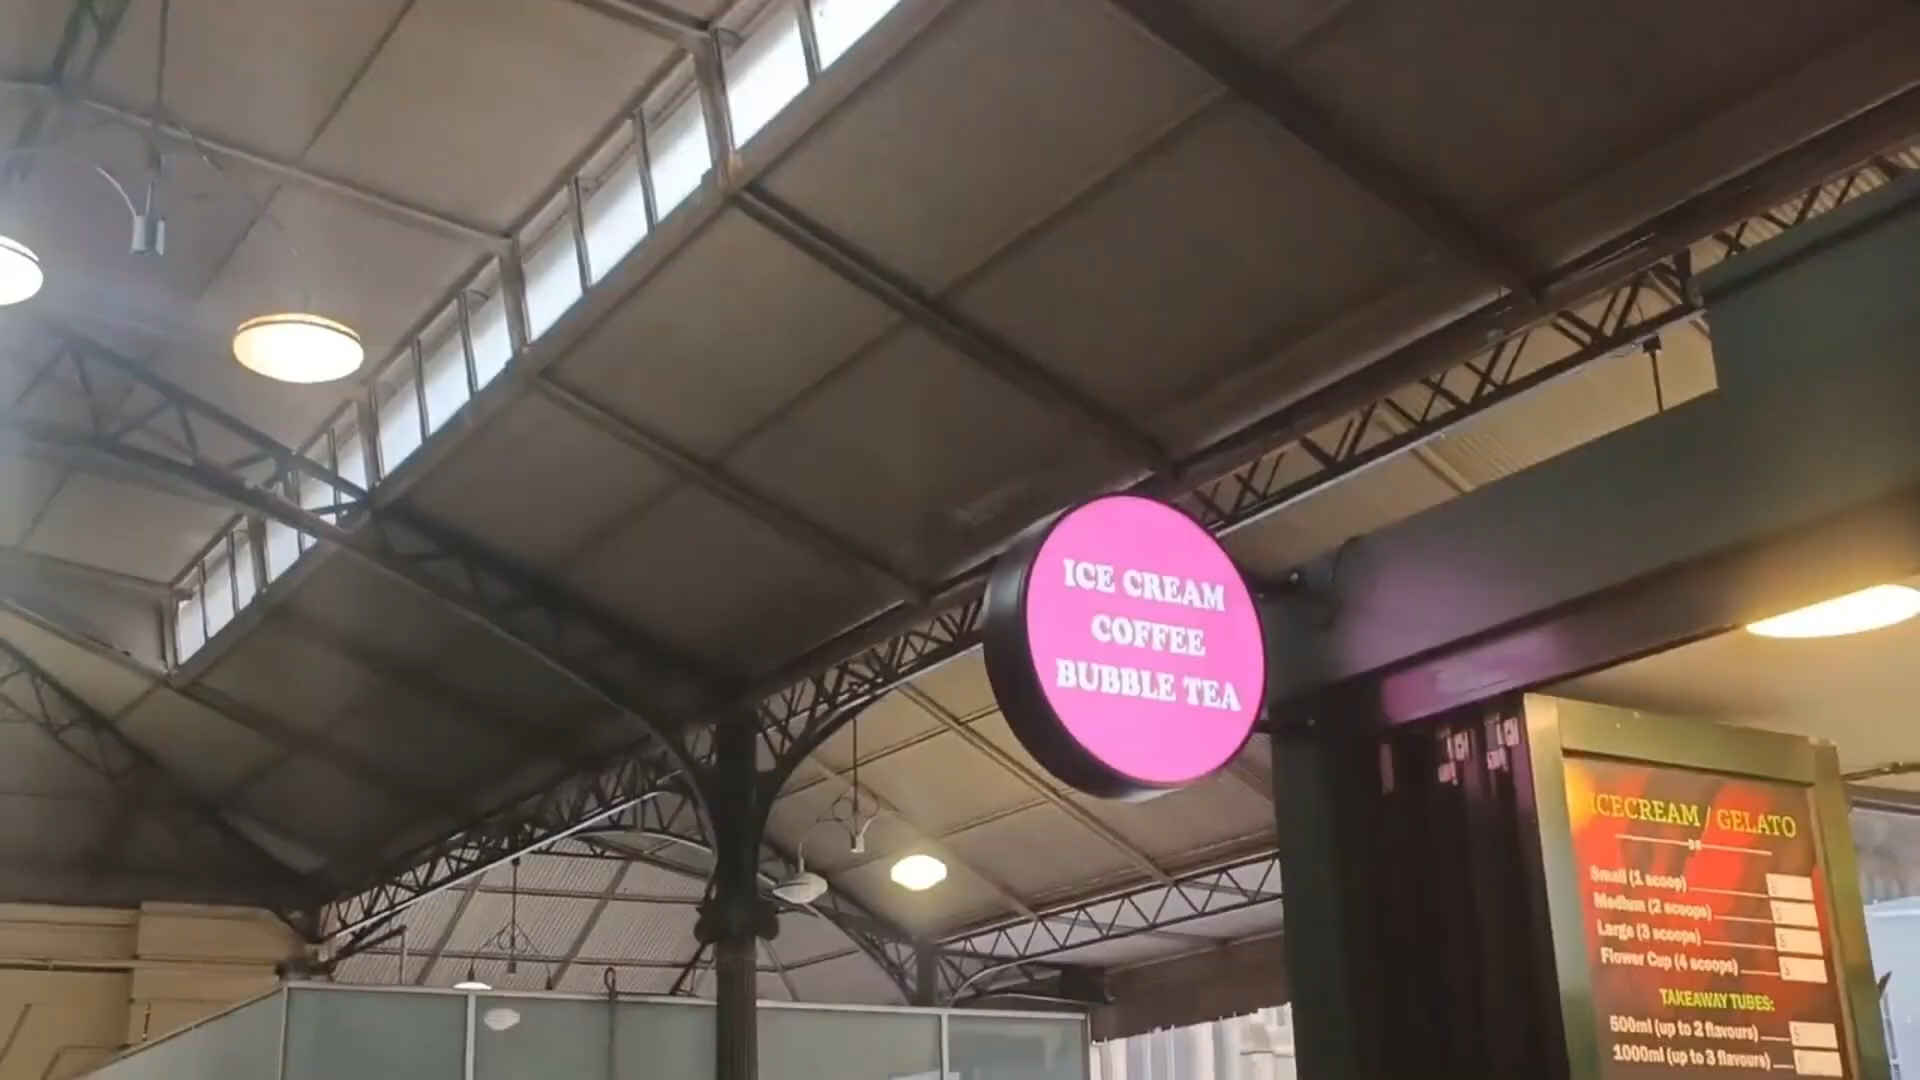 ICE CREAM
COFFEE
BUBBLE TEA
ICECREAM / GELATO
Small (1 scoop)
Medium (2 scoops)
Large (3 scoops)
Flower Cup (4 scoops)
TAKEAWAY TUBES:
500ml (up to 2 flavours)
1000ml (up to 3 flavours)